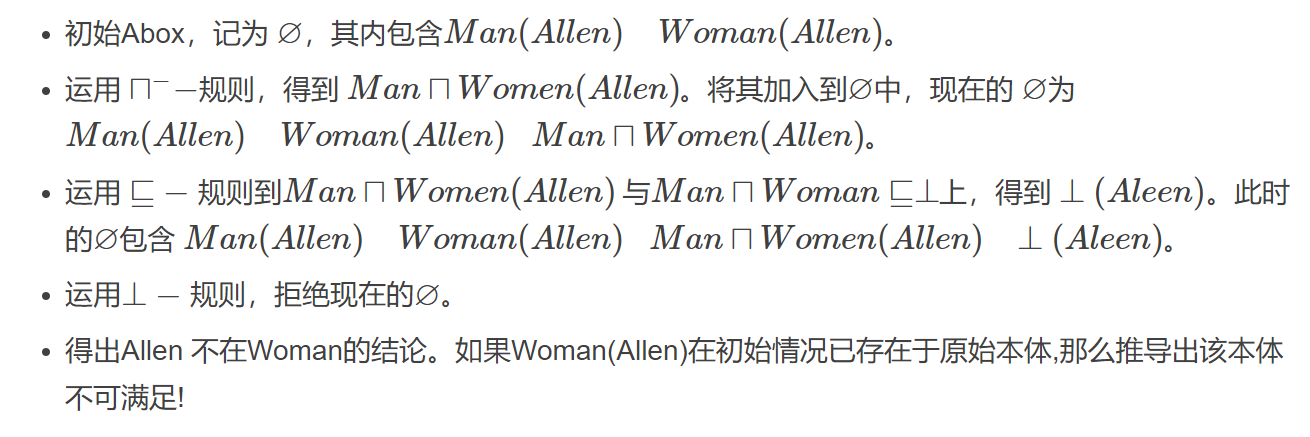 • 初始Abox，记为 ∅，其内包含Man(Allen) Woman(Allen)。
• 运用 ⊓⁻ −规则，得到 Man ⊓ Women(Allen)。将其加入到∅中，现在的 ∅为
Man(Allen) Woman(Allen) Man ⊓ Women(Allen)。
• 运用 ⊑ − 规则到Man ⊓ Women(Allen) 与Man ⊓ Woman ⊑⊥上，得到 ⊥ (Aleen)。此时
的∅包含 Man(Allen) Woman(Allen) Man ⊓ Women(Allen) ⊥ (Aleen)。
• 运用⊥ − 规则，拒绝现在的∅。
• 得出Allen 不在Woman的结论。如果Woman(Allen)在初始情况已存在于原始本体,那么推导出该本体
不可满足!